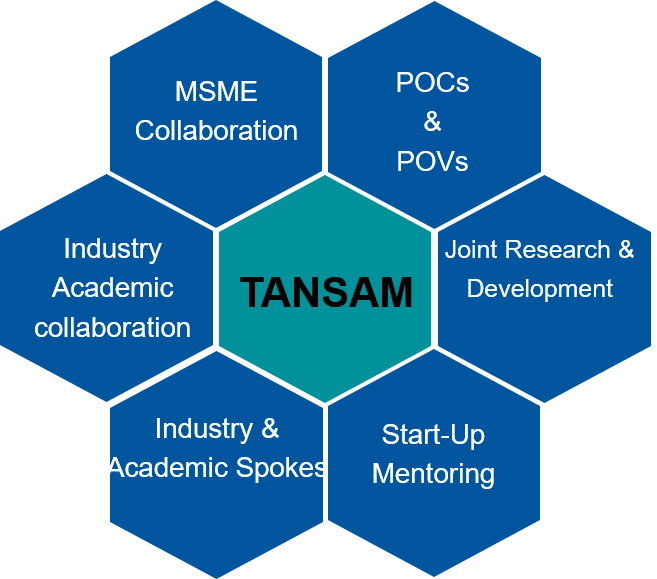 MSME
Collaboration
POCs
&
POVs
Industry
Academic
collaboration
TANSAM
Joint Research &
Development
Industry &
Academic Spokes
Start-Up
Mentoring